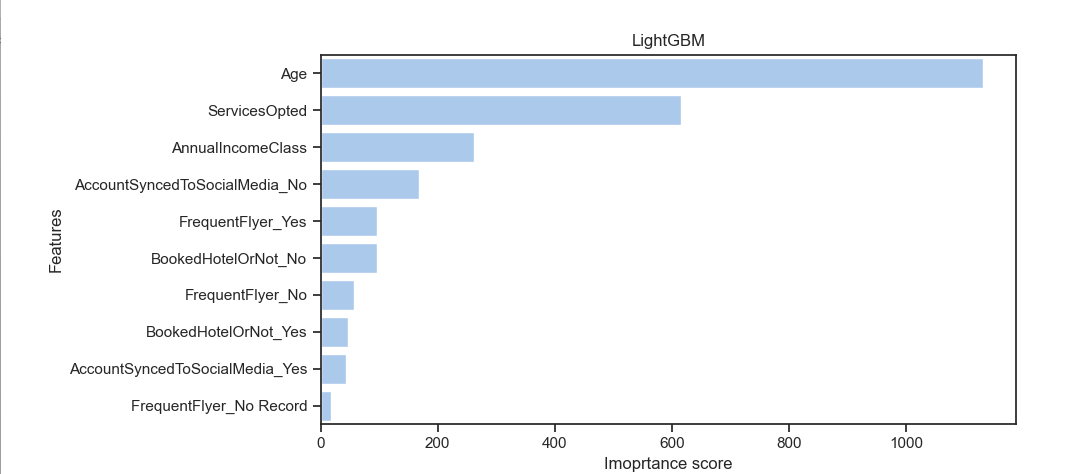 LightGBM
Age
ServicesOpted
AnnualIncomeClass
AccountSyncedToSocialMedia_No
FrequentFlyer_Yes
BookedHotelOrNot_No
FrequentFlyer_No
BookedHotelOrNot_Yes
AccountSyncedToSocialMedia_Yes
FrequentFlyer_No Record
Features
0 200 400 600 800 1000
Imoprtance score